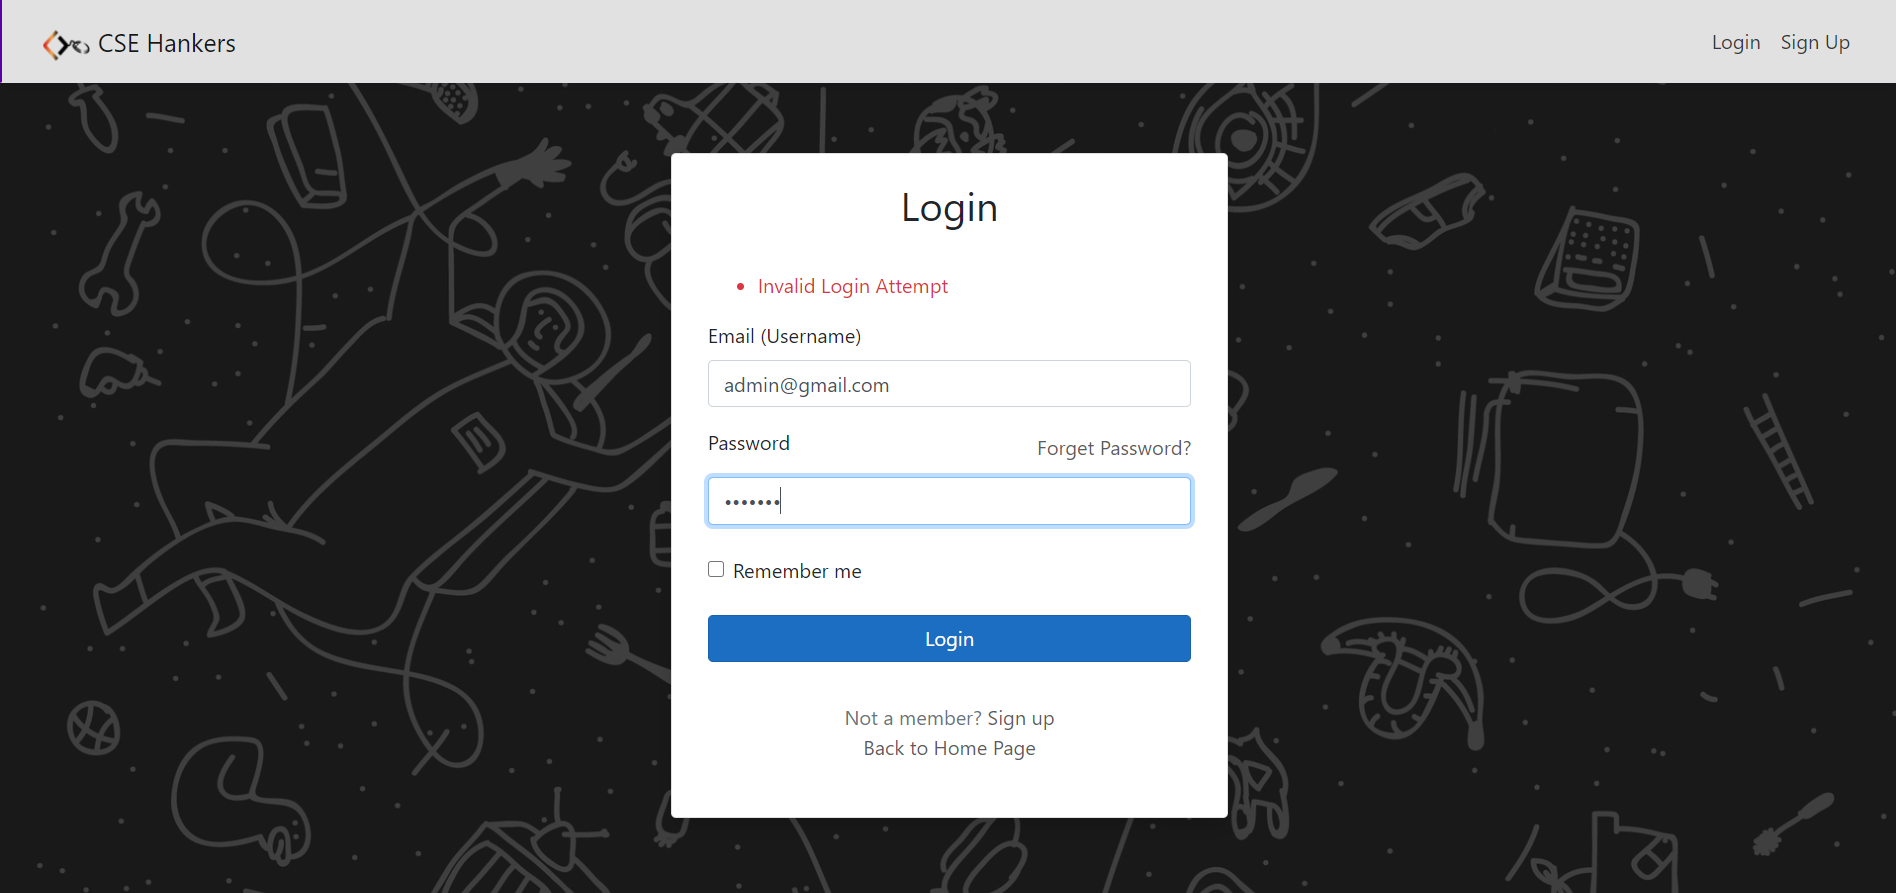 CSE Hankers
Login Sign Up
Login
Invalid Login Attempt
Email (Username)
admin@gmail.com
Password Forget Password?
•••••••
Remember me
Login
Not a member? Sign up
Back to Home Page